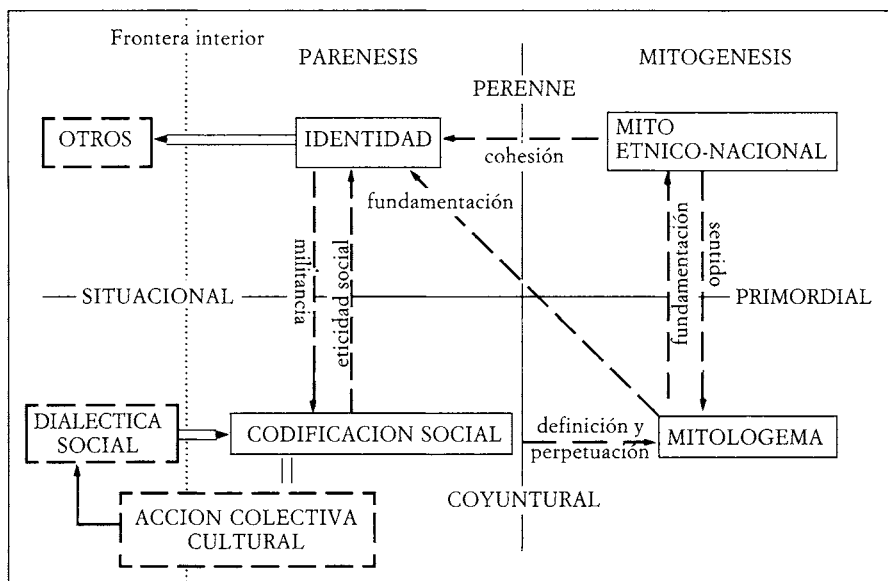 Frontera interior
PARENESIS
MITOGENESIS
PERENNE
OTROS
IDENTIDAD
MITO
ETNICO-NACIONAL
cohesión
fundamentación
militancia
eticidad social
fundamentación
sentido
SITUACIONAL
PRIMORDIAL
DIALECTICA
SOCIAL
CODIFICACION SOCIAL
definición y
perpetuación
MITOLOGEMA
COYUNTURAL
ACCION COLECTIVA
CULTURAL